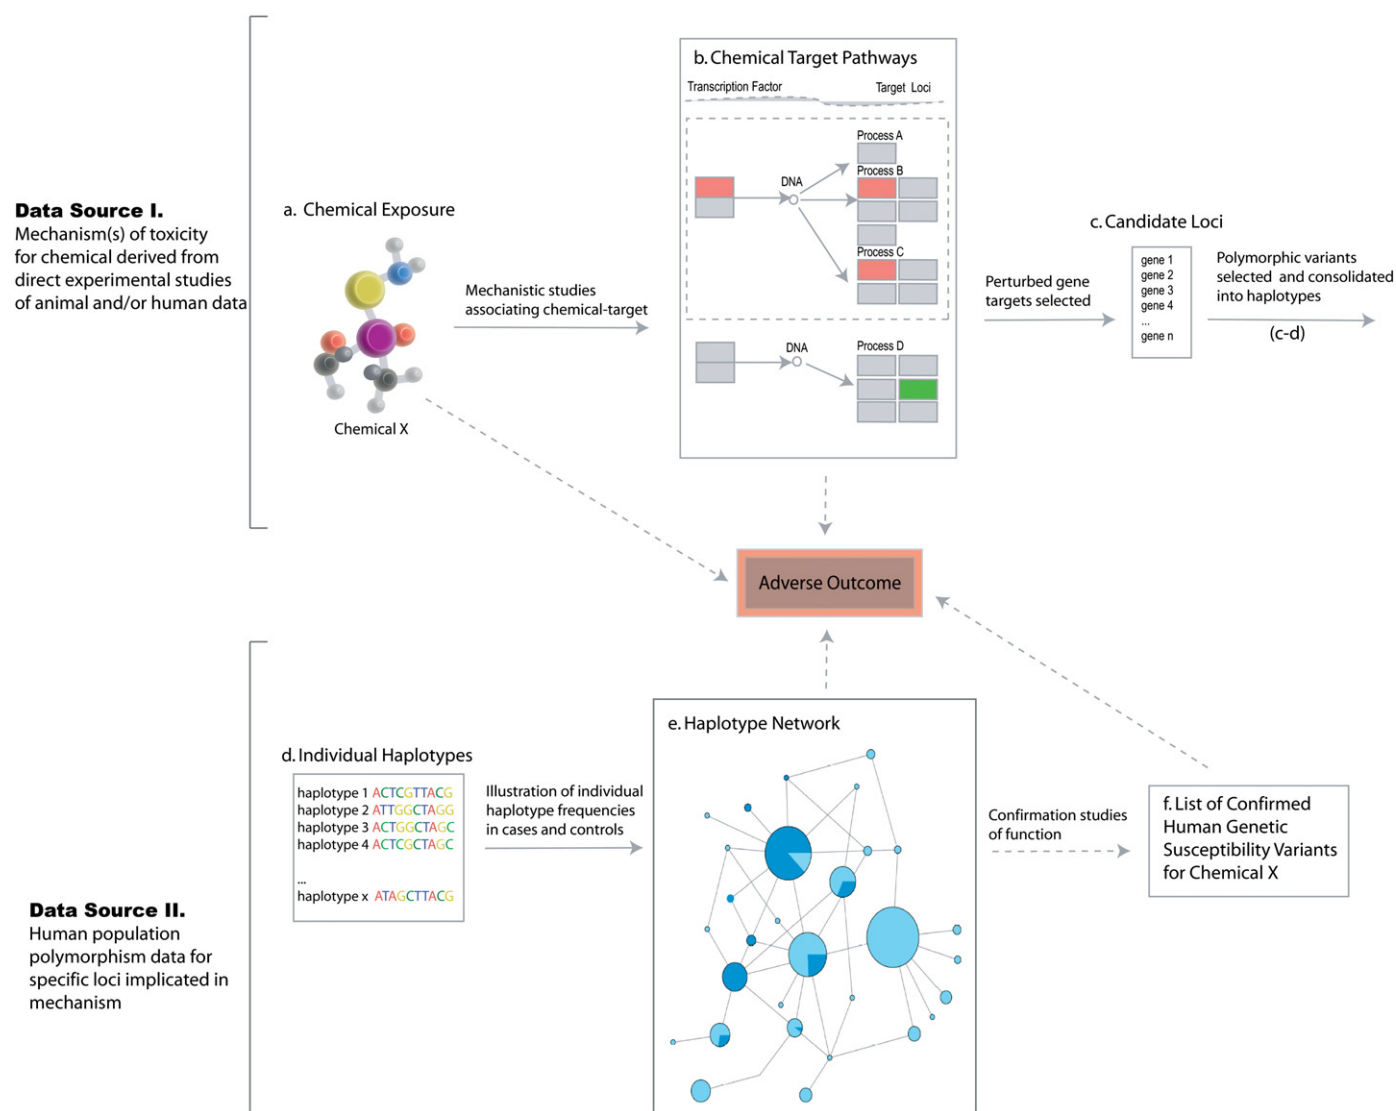 Data Source I.
Mechanism(s) of toxicity
for chemical derived from
direct experimental studies
of animal and/or human data
a. Chemical Exposure
Chemical X
Mechanistic studies
associating chemical-target
b. Chemical Target Pathways
Transcription Factor
Target Loci
Process A
DNA
Process B
Process C
DNA
Process D
Perturbed gene
targets selected
c. Candidate Loci
gene 1
gene 2
gene 3
gene 4
...
gene n
Polymorphic variants
selected and consolidated
into haplotypes
(c-d)
Adverse Outcome
Data Source II.
Human population
polymorphism data for
specific loci implicated in
mechanism
d. Individual Haplotypes
haplotype 1 ACTCGTTACG
haplotype 2 ATTGGCTAGG
haplotype 3 ACTGGCTAGC
haplotype 4 ACTCGCTAGC
...
haplotype x ATAGCTTACG
Illustration of individual
haplotype frequencies
in cases and controls
e. Haplotype Network
Confirmation studies
of function
f. List of Confirmed
Human Genetic
Susceptibility Variants
for Chemical X